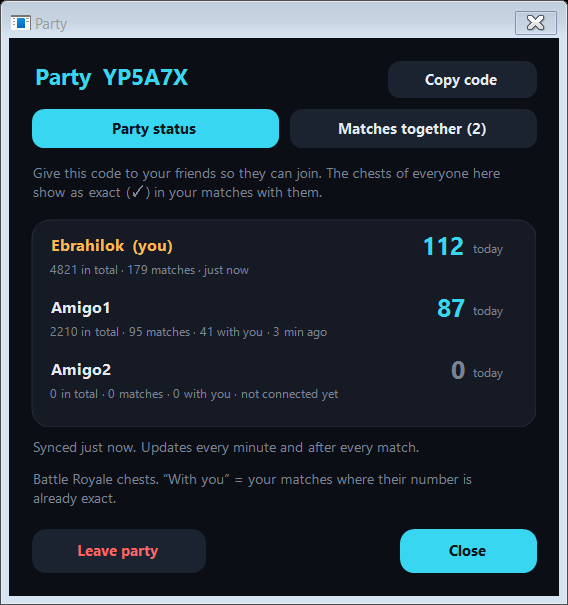 Party
Party YP5A7X
Copy code
Party status
Matches together (2)
Give this code to your friends so they can join. The chests of everyone here
show as exact (✓) in your matches with them.
Ebrahilok (you)
112 today
4821 in total · 179 matches · just now
Amigo1
87 today
2210 in total · 95 matches · 41 with you · 3 min ago
Amigo2
0 today
0 in total · 0 matches · 0 with you · not connected yet
Synced just now. Updates every minute and after every match.
Battle Royale chests. “With you” = your matches where their number is
already exact.
Leave party
Close